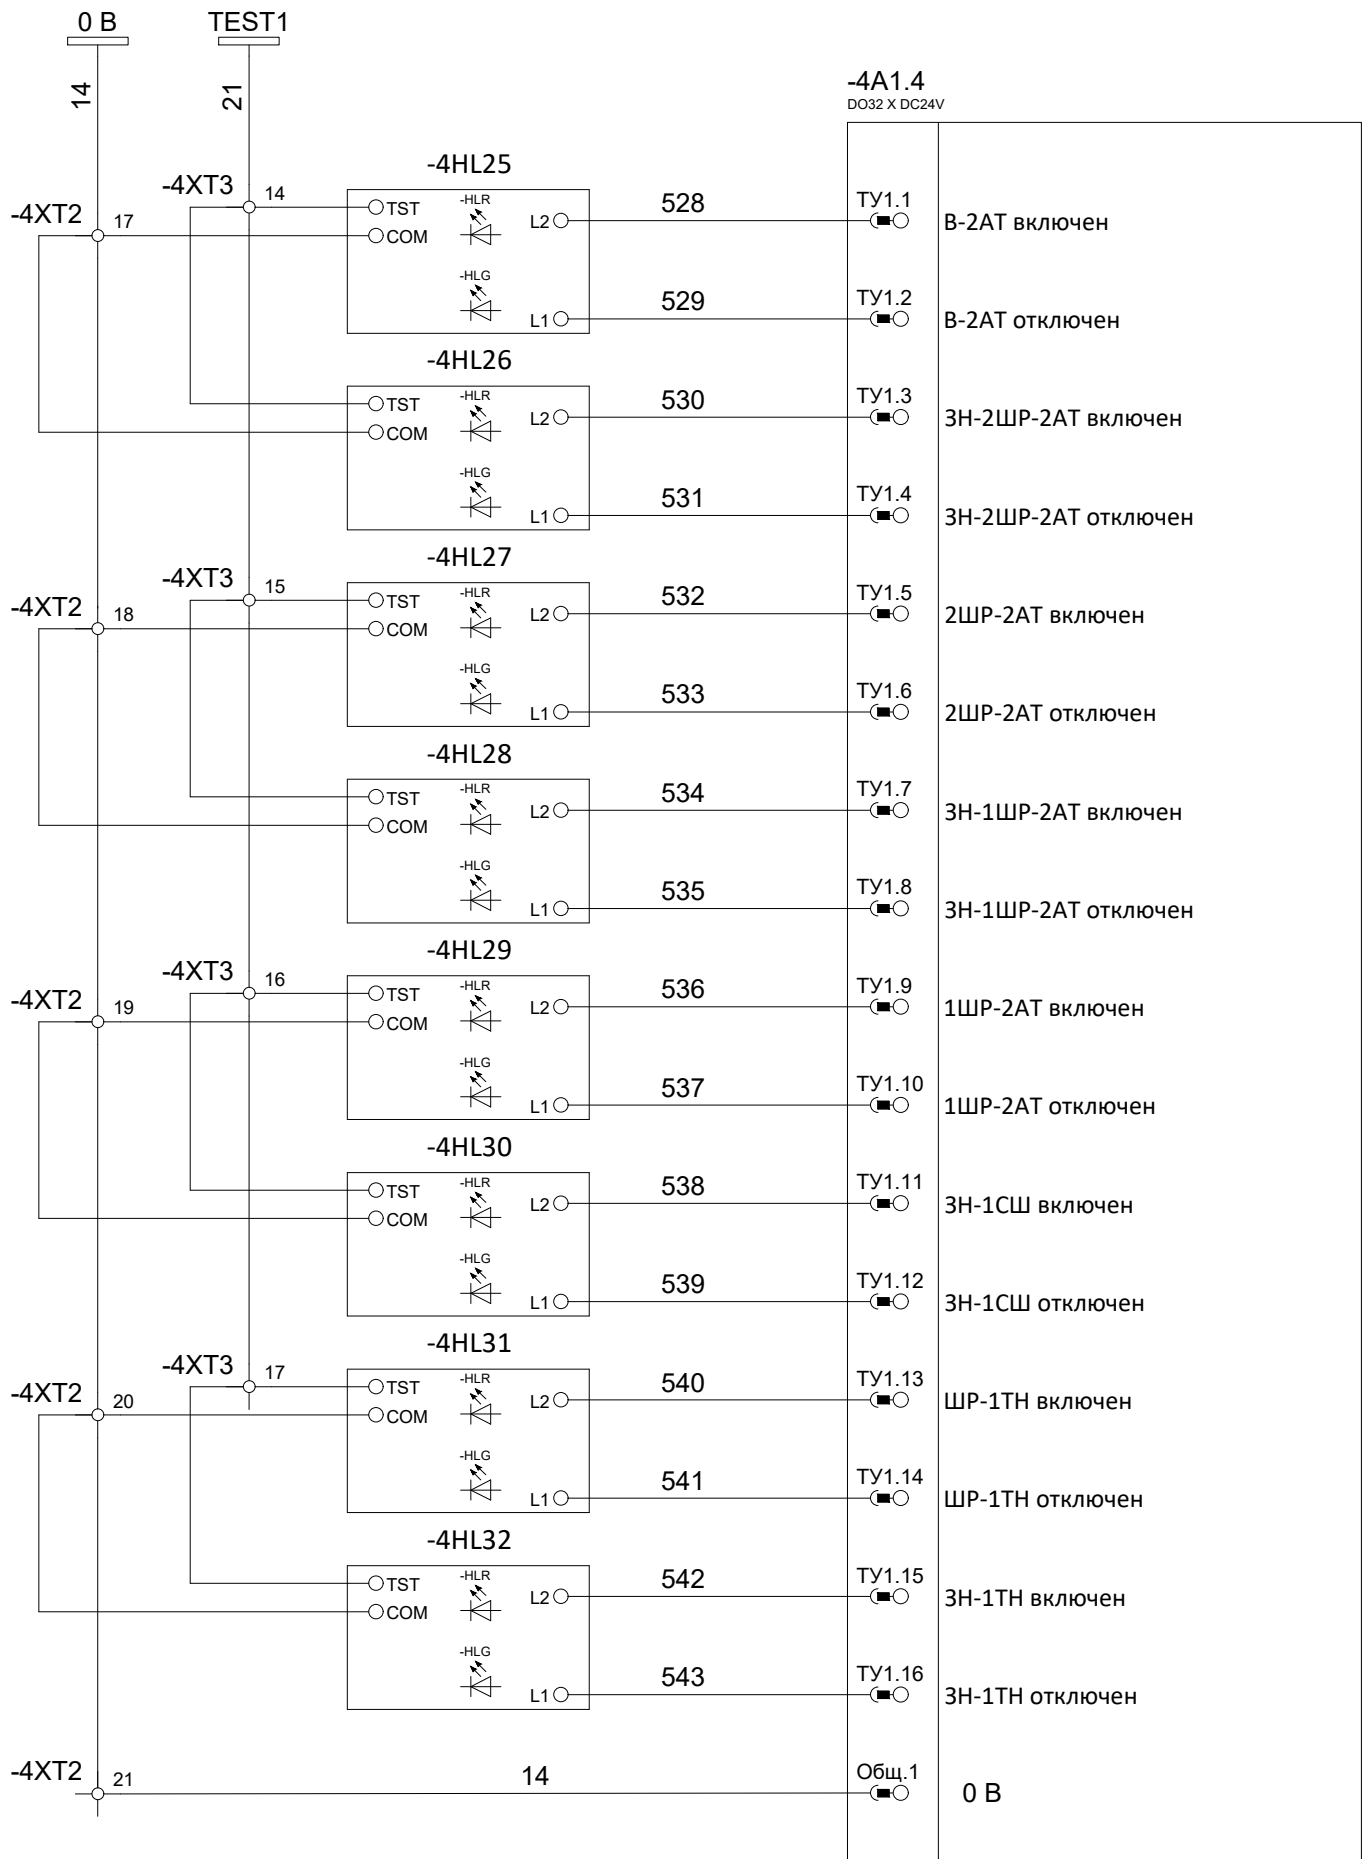 0 В
TEST1
14
21
-4A1.4
DO32 X DC24V
-4HL25
-4XT3
14
-4XT2
17
TST
COM
-HLR
L2
528
ТУ1.1
В-2АТ включен
-HLG
L1
529
ТУ1.2
В-2АТ отключен
-4HL26
TST
COM
-HLR
L2
530
ТУ1.3
ЗН-2ШР-2АТ включен
-HLG
L1
531
ТУ1.4
ЗН-2ШР-2АТ отключен
-4HL27
-4XT3
15
-4XT2
18
TST
COM
-HLR
L2
532
ТУ1.5
2ШР-2АТ включен
-HLG
L1
533
ТУ1.6
2ШР-2АТ отключен
-4HL28
TST
COM
-HLR
L2
534
ТУ1.7
ЗН-1ШР-2АТ включен
-HLG
L1
535
ТУ1.8
ЗН-1ШР-2АТ отключен
-4HL29
-4XT3
16
-4XT2
19
TST
COM
-HLR
L2
536
ТУ1.9
1ШР-2АТ включен
-HLG
L1
537
ТУ1.10
1ШР-2АТ отключен
-4HL30
TST
COM
-HLR
L2
538
ТУ1.11
ЗН-1СШ включен
-HLG
L1
539
ТУ1.12
ЗН-1СШ отключен
-4HL31
-4XT3
17
-4XT2
20
TST
COM
-HLR
L2
540
ТУ1.13
ШР-1ТН включен
-HLG
L1
541
ТУ1.14
ШР-1ТН отключен
-4HL32
TST
COM
-HLR
L2
542
ТУ1.15
ЗН-1ТН включен
-HLG
L1
543
ТУ1.16
ЗН-1ТН отключен
-4XT2
21
14
Общ.1
0 В